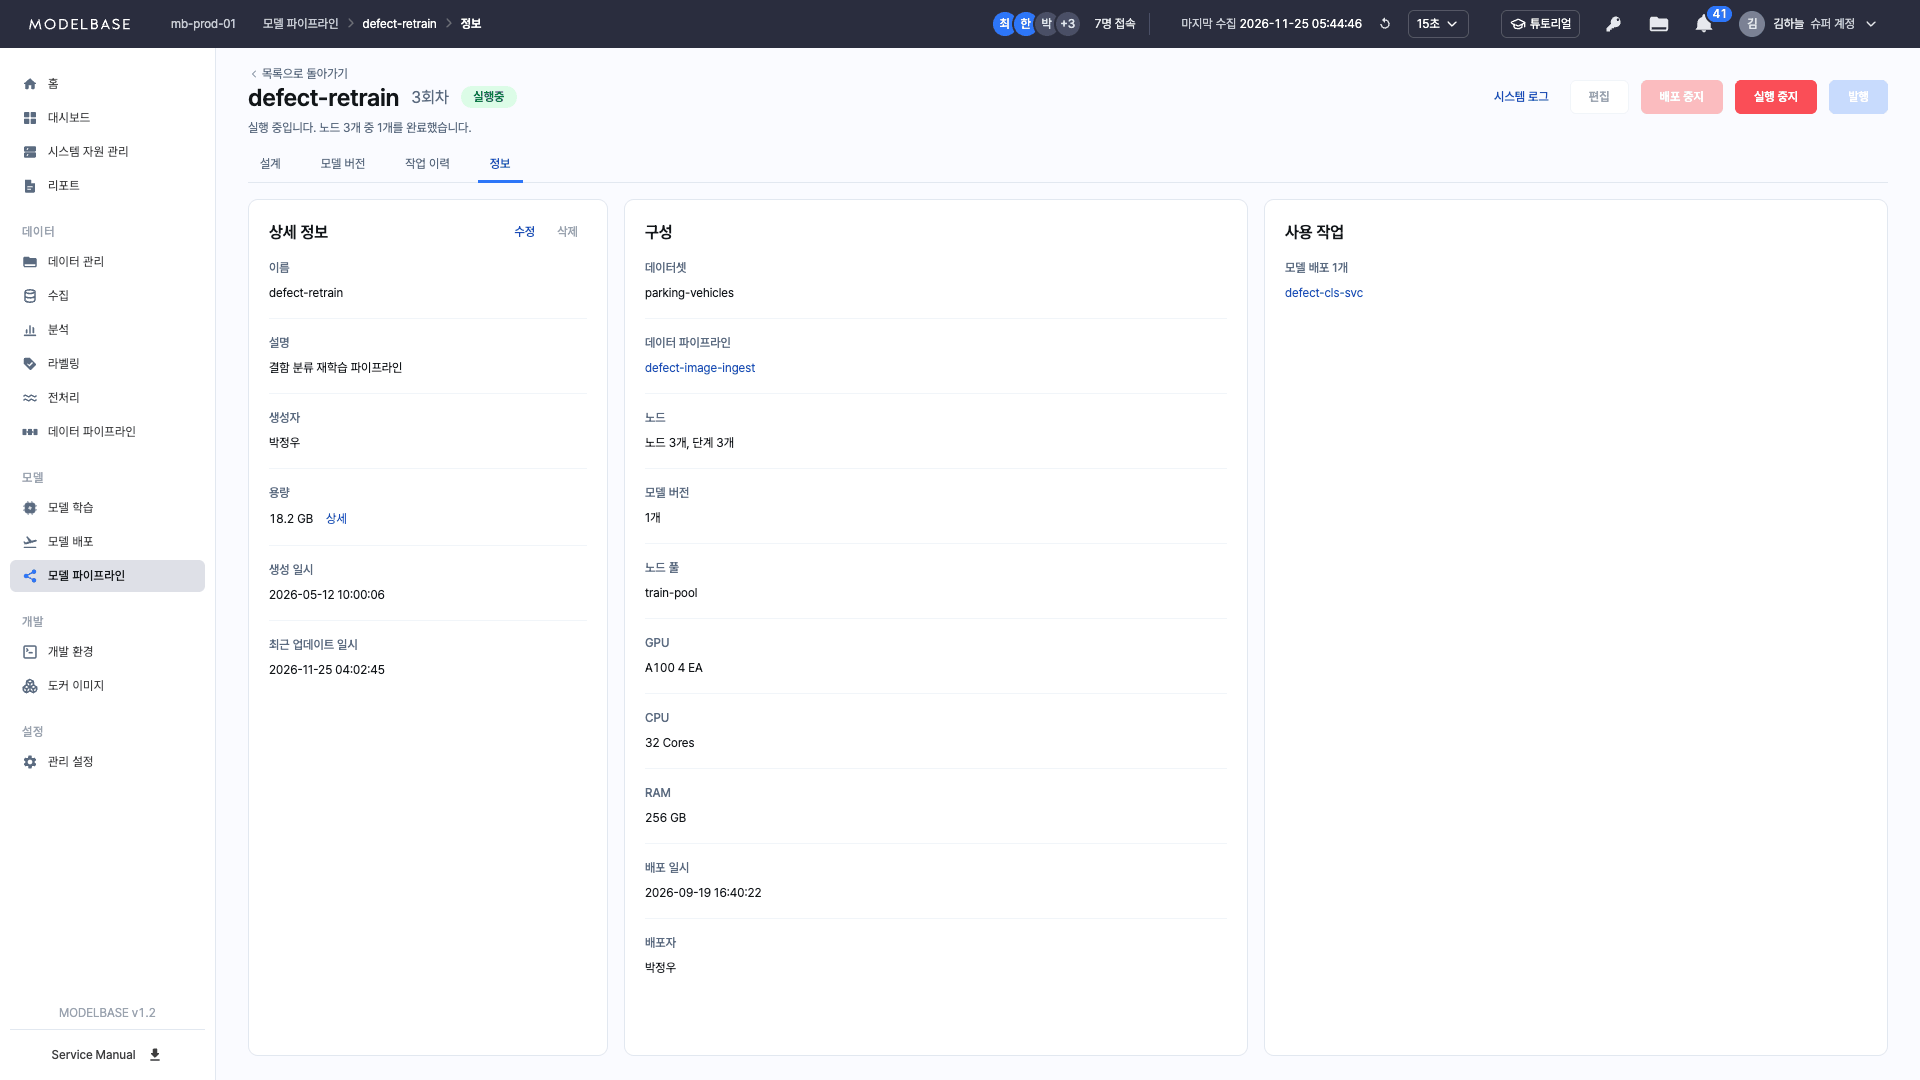 MODELBASE
mb-prod-01
모델 파이프라인
defect-retrain
정보
최 한 박 +3
7명 접속
마지막 수집 2026-11-25 05:44:46
15초
튜토리얼
41
김 김하늘 슈퍼 계정
홈
대시보드
시스템 자원 관리
리포트
데이터
데이터 관리
수집
분석
라벨링
전처리
데이터 파이프라인
모델
모델 학습
모델 배포
모델 파이프라인
개발
개발 환경
도커 이미지
설정
관리 설정
MODELBASE v1.2
Service Manual
목록으로 돌아가기
defect-retrain 3회차 실행중
실행 중입니다. 노드 3개 중 1개를 완료했습니다.
시스템 로그
편집
배포 중지
실행 중지
발행
설계
모델 버전
작업 이력
정보
상세 정보
수정
삭제
이름
defect-retrain
설명
결함 분류 재학습 파이프라인
생성자
박정우
용량
18.2 GB 상세
생성 일시
2026-05-12 10:00:06
최근 업데이트 일시
2026-11-25 04:02:45
구성
데이터셋
parking-vehicles
데이터 파이프라인
defect-image-ingest
노드
노드 3개, 단계 3개
모델 버전
1개
노드 풀
train-pool
GPU
A100 4 EA
CPU
32 Cores
RAM
256 GB
배포 일시
2026-09-19 16:40:22
배포자
박정우
사용 작업
모델 배포 1개
defect-cls-svc